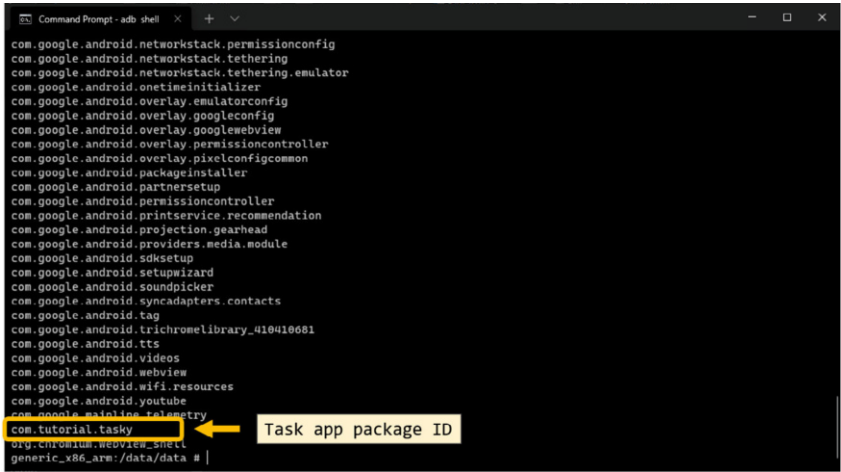 Command Prompt - adb shell
com.google.android.networkstack.permissionconfig
com.google.android.networkstack.tethering
com.google.android.networkstack.tethering.emulator
com.google.android.onetimeinitializer
com.google.android.overlay.emulatorconfig
com.google.android.overlay.googleconfig
com.google.android.overlay.googlewebview
com.google.android.overlay.permissioncontroller
com.google.android.overlay.pixelconfigcommon
com.google.android.packageinstaller
com.google.android.partnersetup
com.google.android.permissioncontroller
com.google.android.printservice.recommendation
com.google.android.projection.gearhead
com.google.android.providers.media.module
com.google.android.sdksetup
com.google.android.setupwizard
com.google.android.soundpicker
com.google.android.syncadapters.contacts
com.google.android.tag
com.google.android.trichromelibrary_410410681
com.google.android.tts
com.google.android.videos
com.google.android.webview
com.google.android.wifi.resources
com.google.android.youtube
com.google.mainline.telemetry
com.tutorial.tasky
Task app package ID
org.chromium.webview_shell
generic_x86_arm:/data/data #